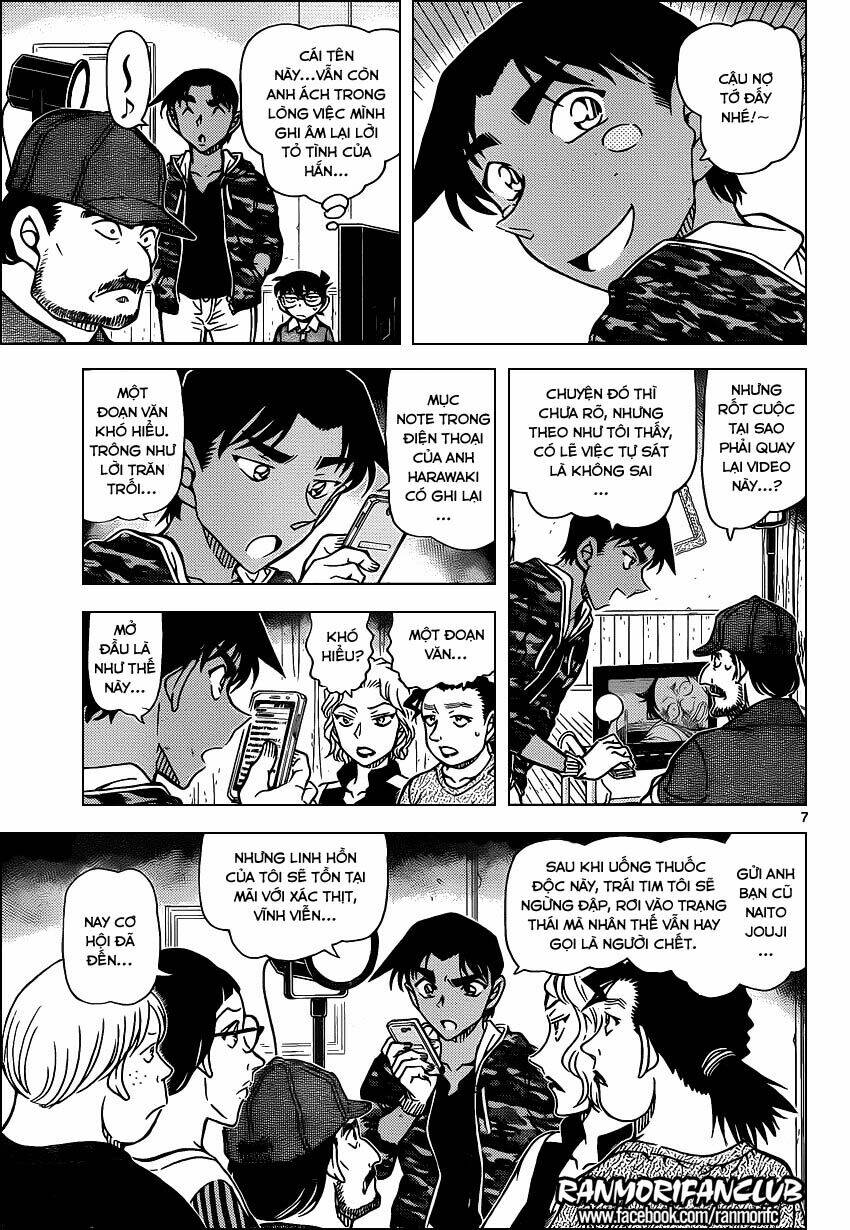 CẬU NỢ
TỚ ĐẤY
NHÉ!~
CÁI TÊN
NÀY...VẪN CÒN
ANH ÁCH TRONG
LÒNG VIỆC MÌNH
GHI ÂM LẠI LỜI
TỎ TÌNH CỦA
HẮN...
NHƯNG
RỐT CUỘC
TẠI SAO
PHẢI QUAY
LẠI VIDEO
NÀY...?
CHUYỆN ĐÓ THÌ
CHƯA RÕ, NHƯNG
THEO NHƯ TÔI THẤY,
CÓ LẼ VIỆC TỰ SÁT
LÀ KHÔNG SAI
...
MỤC
NOTE TRONG
ĐIỆN THOẠI
CỦA ANH
HARAWAKI
CÓ GHI LẠI
...
MỘT
ĐOẠN VĂN
KHÓ HIỂU.
TRÔNG NHƯ
LỜI TRĂN
TRỐI...
MỘT ĐOẠN
VĂN...
KHÓ
HIỂU?
MỞ
ĐẦU LÀ
NHƯ THẾ
NÀY...
7
GỬI ANH
BẠN CŨ
NAITO
JOUJI
...
SAU KHI UỐNG THUỐC
ĐỘC NÀY, TRÁI TIM TÔI SẼ
NGỪNG ĐẬP, RƠI VÀO TRẠNG
THÁI MÀ NHÂN THẾ VẪN HAY
GỌI LÀ NGƯỜI CHẾT.
NHƯNG LINH HỒN
CỦA TÔI SẼ TỒN TẠI
MÃI VỚI XÁC THỊT,
VĨNH VIỄN...
NAY CƠ
HỘI ĐÃ
ĐẾN...
RANMORIFANCLUB
www.facebook.com/ranmorifc